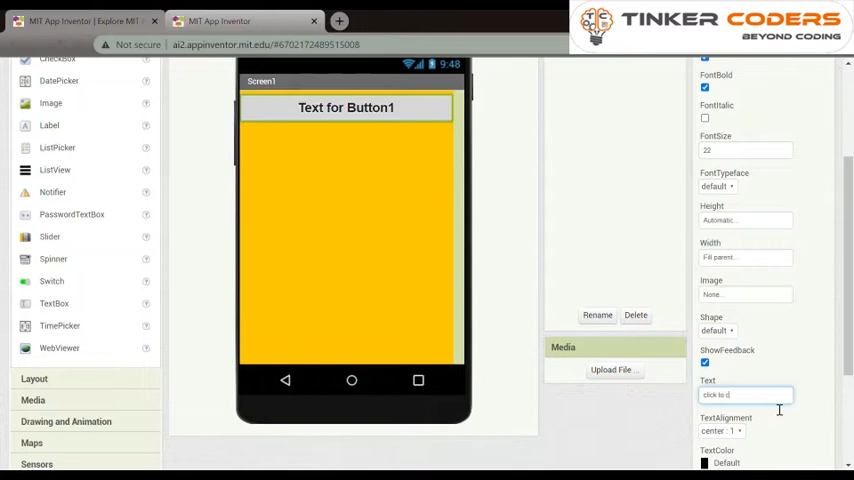 MIT App Inventor | Explore MIT
MIT App Inventor
TINKER CODERS
BEYOND CODING
Not secure
ai2.appinventor.mit.edu/#6702172489515008
CheckBox
DatePicker
Image
Label
ListPicker
ListView
Notifier
PasswordTextBox
Slider
Spinner
Switch
TextBox
TimePicker
WebViewer
Layout
Media
Drawing and Animation
Maps
Sensors
9:48
Screen1
Text for Button1
Rename
Delete
Media
Upload File ...
FontBold
FontItalic
FontSize
22
FontTypeface
default
Height
Automatic...
Width
Fill parent...
Image
None...
Shape
default
ShowFeedback
Text
click to c
TextAlignment
center : 1
TextColor
Default